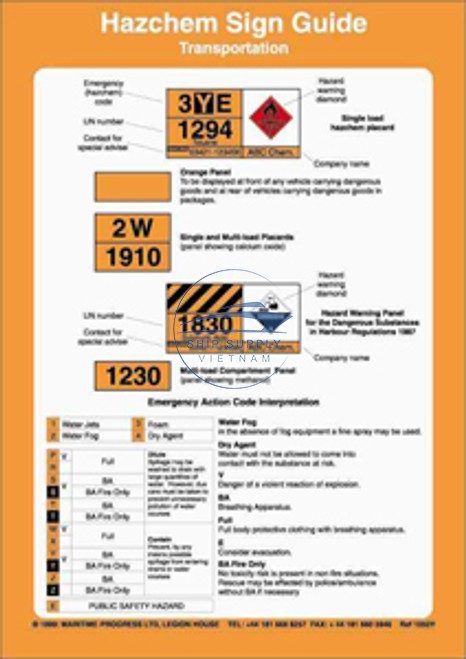 Hazchem Sign Guide
Transportation
Emergency
(hazchem)
code
UN number
Contact for
special advise
3YE
1294
ABC Chem.
Hazard
warning
diamond
Single load
hazchem placard
Company name
Orange Panel
To be displayed at front of any vehicle carrying dangerous
goods and at rear of vehicles carrying dangerous goods in
packages.
2W
1910
Single and Multi-load Placards
(panel showing calcium oxide)
Hazard
warning
diamond
UN number
Contact for
special advise
1830
Hazard Warning Panel
for the Dangerous Substances
in Harbour Regulations 1987
Company name
SHIP SUPPLY
VIETNAM
1230
Multi-load Compartment Panel
(panel showing methanol)
Emergency Action Code Interpretation
1 Water Jets
2 Water Fog
3 Foam
4 Dry Agent
P V Full
R
S V BA
S BA Fire Only
T BA
T BA Fire Only
W V Full
X
Y V BA
Y BA Fire Only
Z BA
Z BA Fire Only
E PUBLIC SAFETY HAZARD
Dilute
Spillage may be
washed to drain with
large quantities of
water. However, due
care must be taken to
prevent unnecessary
pollution of water
courses
Contain
Prevent, by any
means possible
spillage from entering
drains or water
courses
Water Fog
in the absence of fog equipment a fine spray may be used.
Dry Agent
Water must not be allowed to come into
contact with the substance at risk.
V
Danger of a violent reaction of explosion.
BA
Breathing Apparatus.
Full
Full body protective clothing with breathing apparatus.
E
Consider evacuation.
BA Fire Only
No toxicity risk is present in non fire situations.
Rescue may be effected by police/ambulance
without BA if necessary
MARITIME PROGRESS LTD, LEGION HOUSE TEL: +44 181